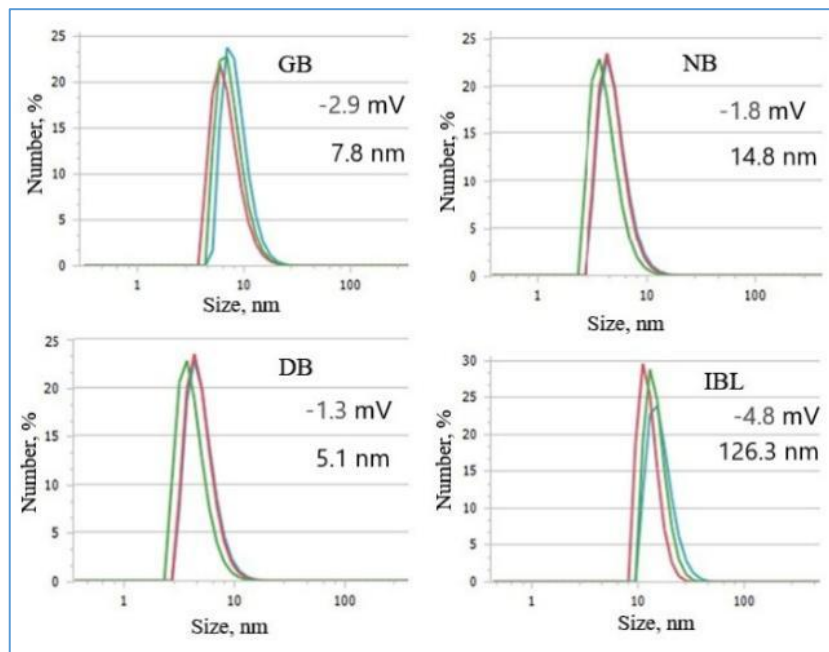 25
20
15
10
5
0
Number, %
GB
-2.9 mV
7.8 nm
1
10
100
Size, nm
25
20
15
10
5
0
Number, %
NB
-1.8 mV
14.8 nm
1
10
100
Size, nm
25
20
15
10
5
0
Number, %
DB
-1.3 mV
5.1 nm
1
10
100
Size, nm
30
25
20
15
10
5
0
Number, %
IBL
-4.8 mV
126.3 nm
1
10
100
Size, nm